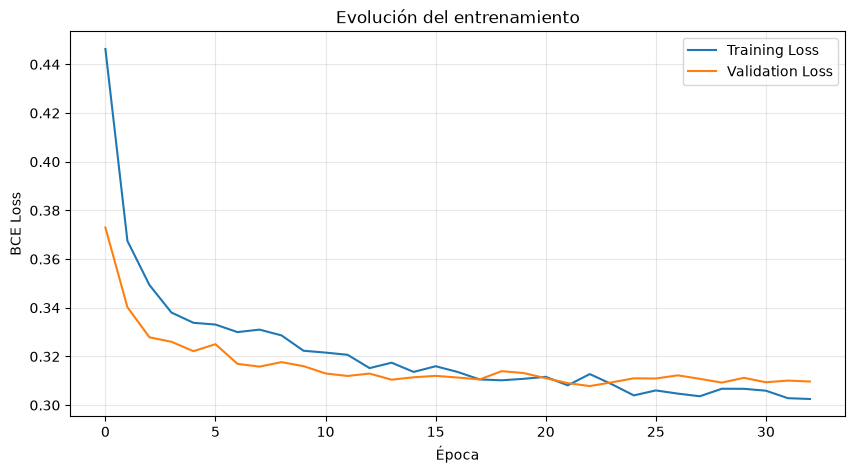 Evolución del entrenamiento
Training Loss
Validation Loss
BCE Loss
0.44
0.42
0.40
0.38
0.36
0.34
0.32
0.30
0 5 10 15 20 25 30
Época